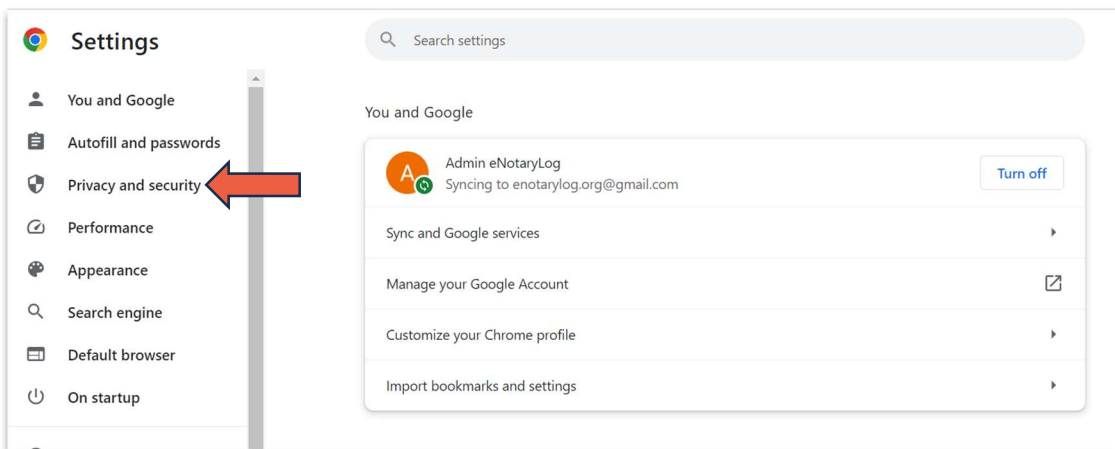 Settings
Search settings
You and Google
Autofill and passwords
Privacy and security
Performance
Appearance
Search engine
Default browser
On startup
You and Google
A
Admin eNotaryLog
Syncing to enotarylog.org@gmail.com
Turn off
Sync and Google services
Manage your Google Account
Customize your Chrome profile
Import bookmarks and settings